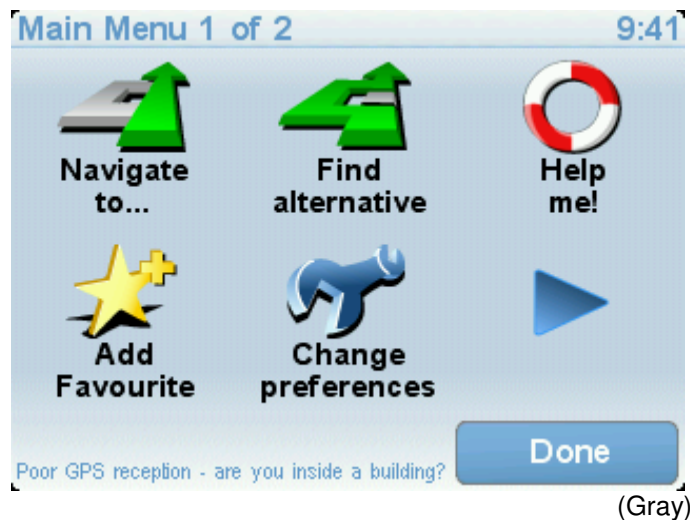 Main Menu 1 of 2 9:41
Navigate to...
Find alternative
Help me!
Add Favourite
Change preferences
Done
Poor GPS reception - are you inside a building?
(Gray)